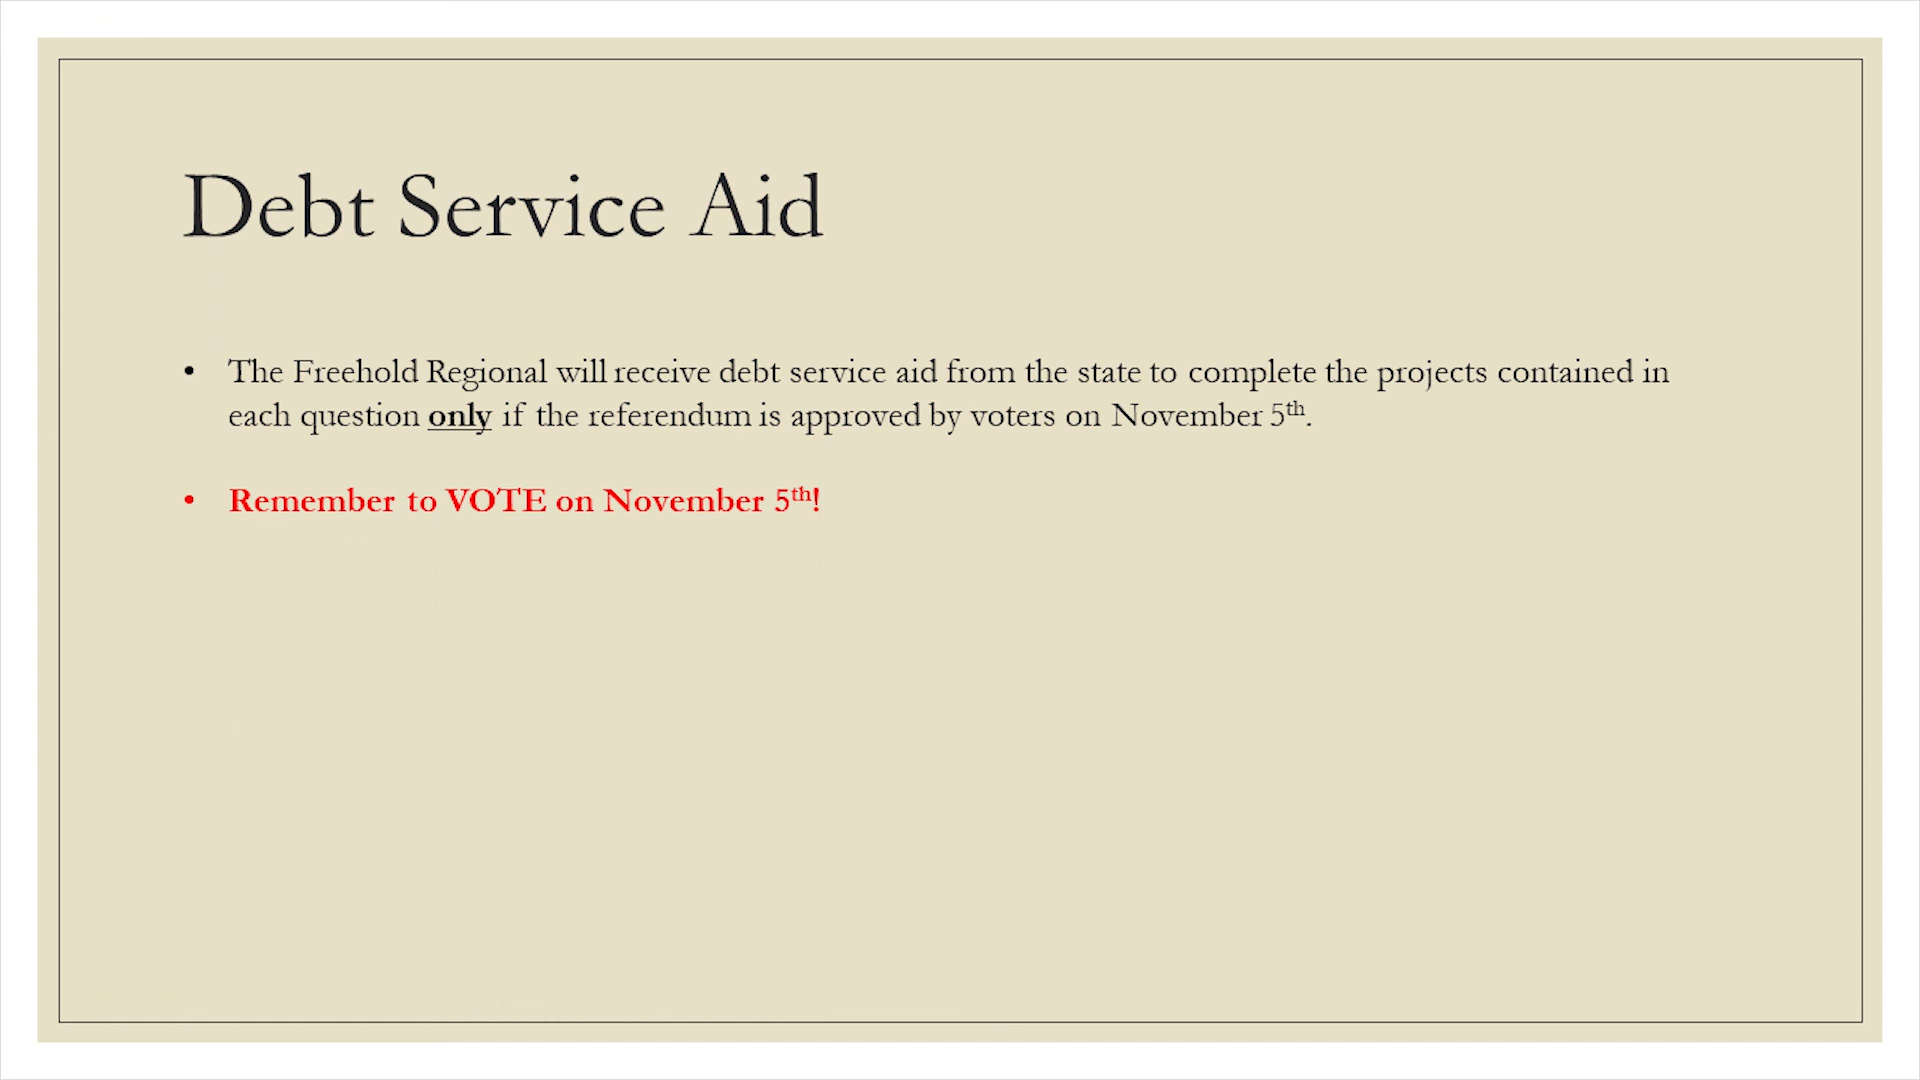 Debt Service Aid
• The Freehold Regional will receive debt service aid from the state to complete the projects contained in
each question only if the referendum is approved by voters on November 5th.
• Remember to VOTE on November 5th!